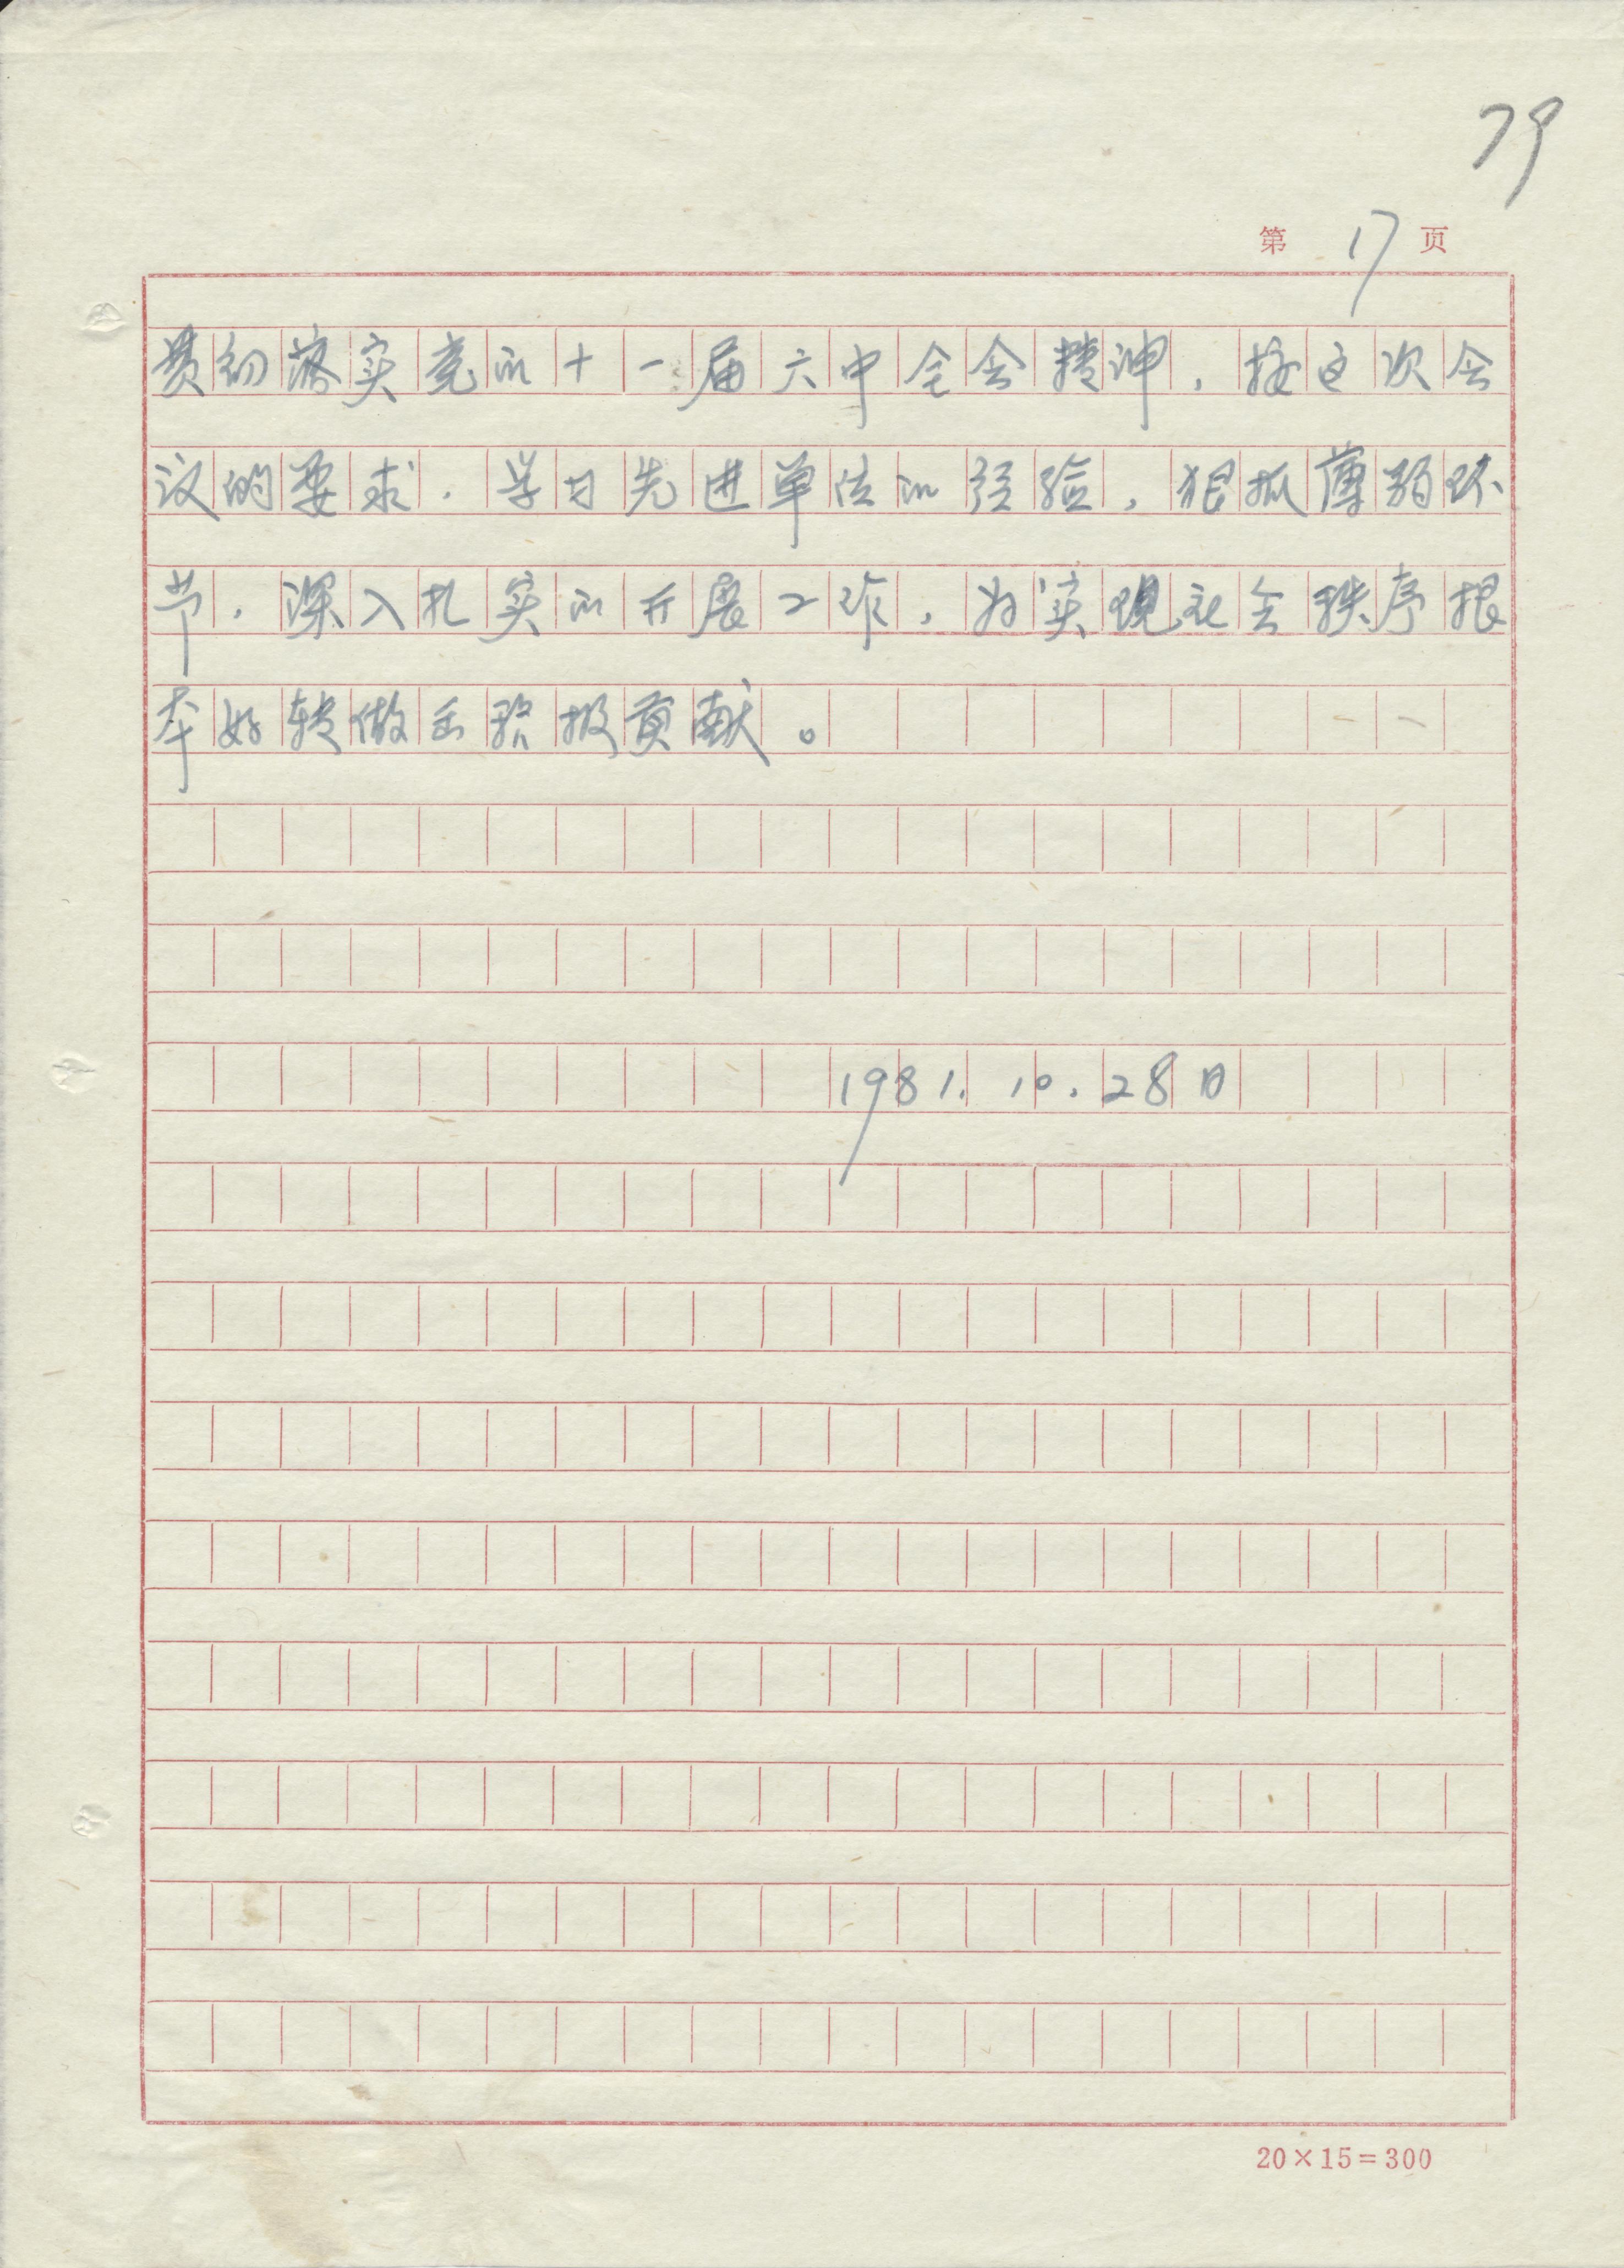 79
第 17 页
贯彻落实党的十一届六中全会精神，按这次会
议的要求．学习先进单位的经验，狠抓薄弱环
节．深入扎实的开展工作，为实现社会秩序根
本好转做出积极贡献。
1981. 10. 28日
20×15=300